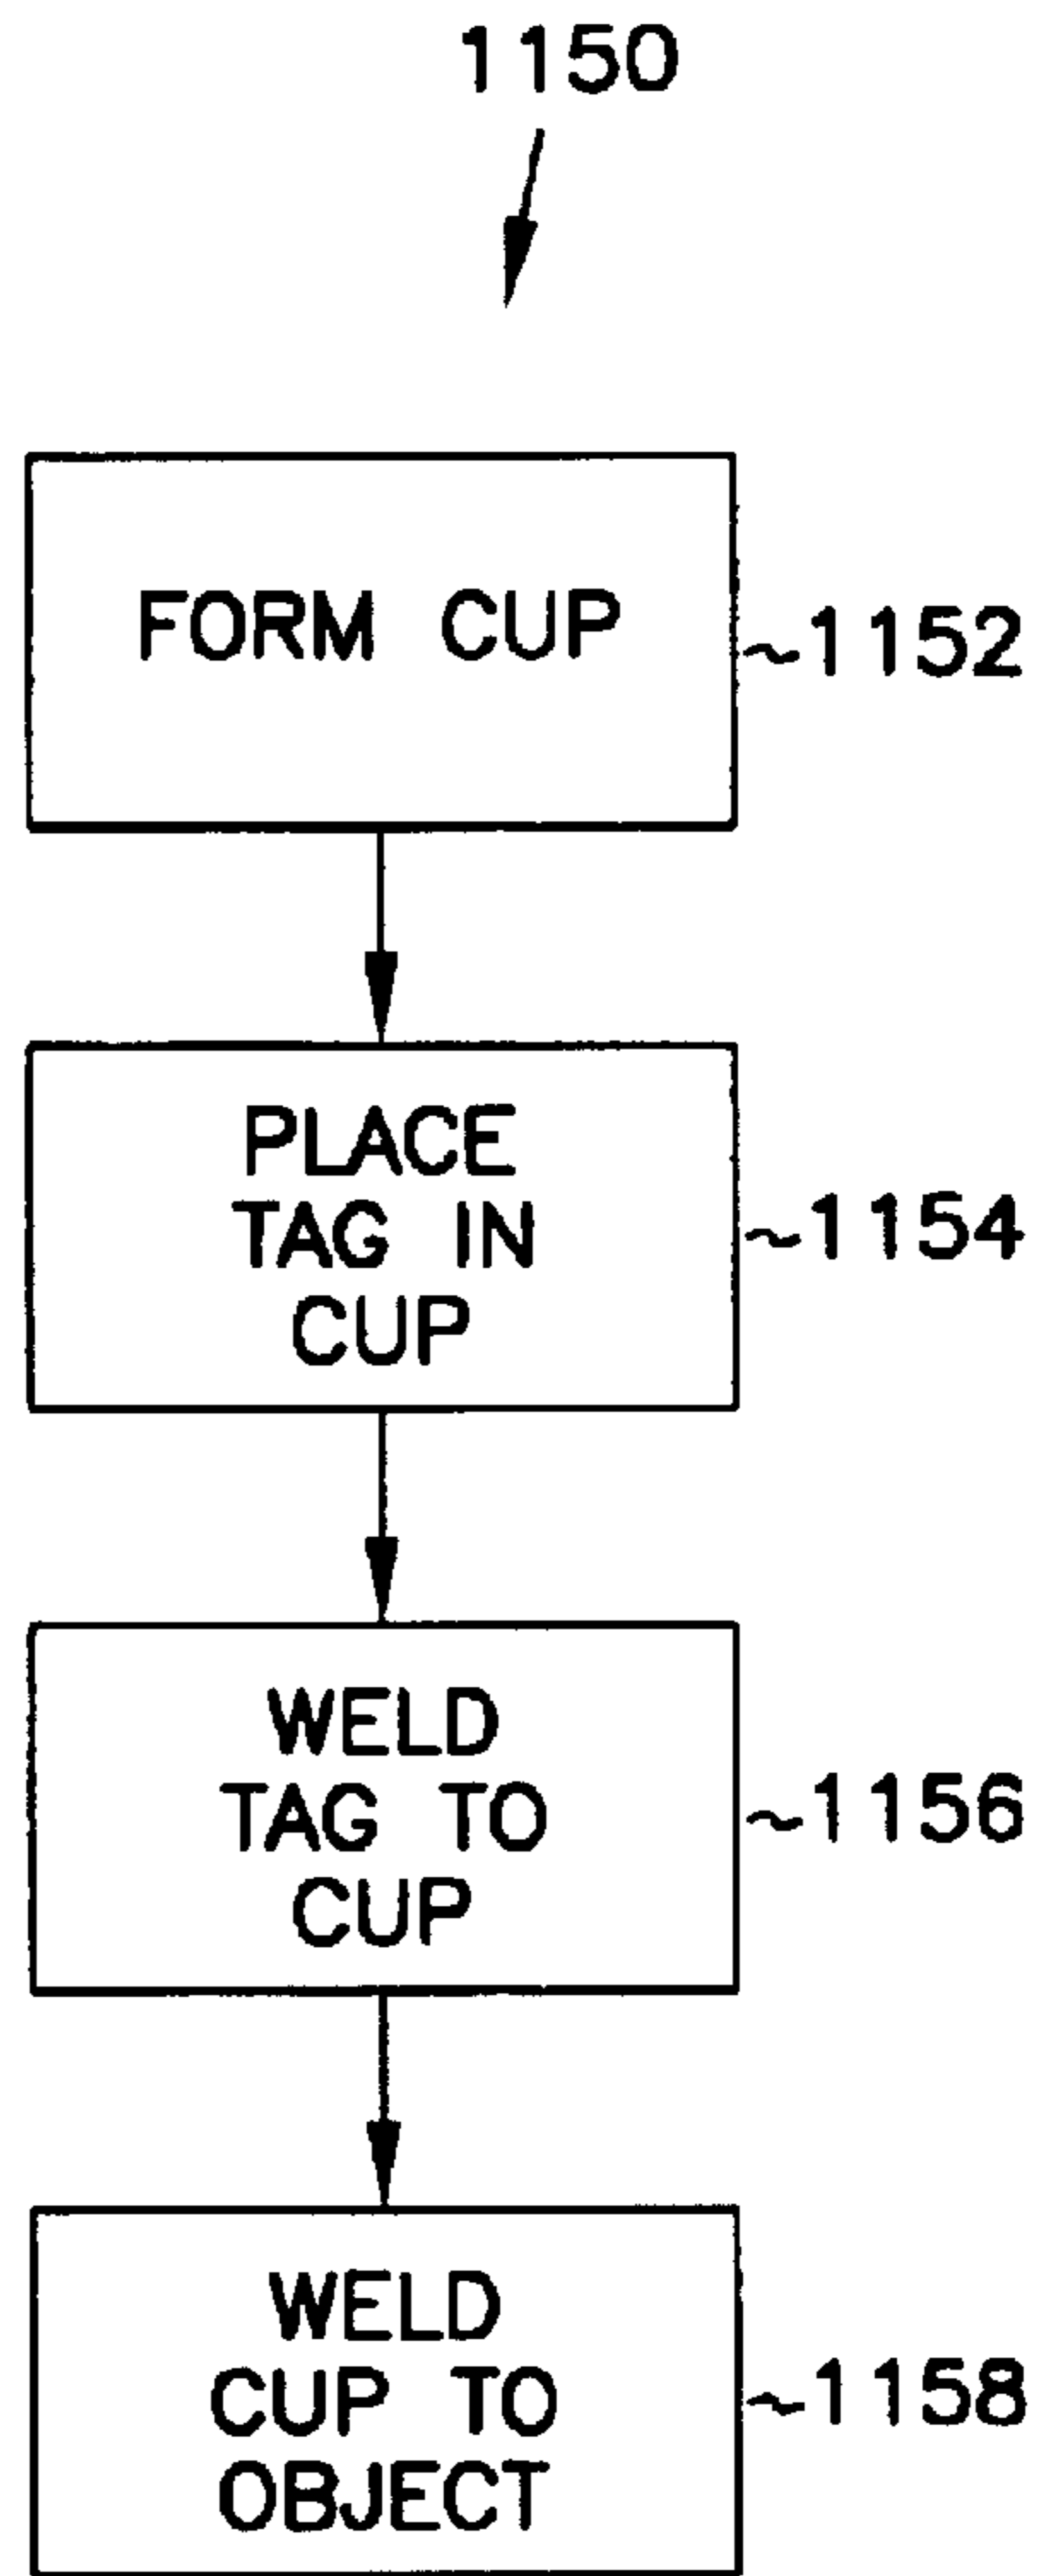 1150
FORM CUP
~1152
PLACE
TAG IN
CUP
~1154
WELD
TAG TO
CUP
~1156
WELD
CUP TO
OBJECT
~1158